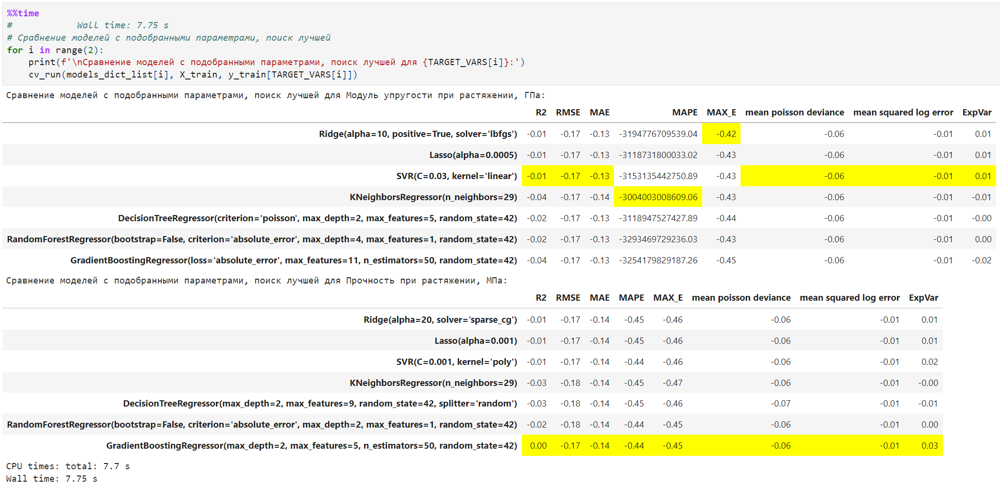 %%time
#            Wall time: 7.75 s
# Сравнение моделей с подобранными параметрами, поиск лучшей
for i in range(2):
    print(f'\nСравнение моделей с подобранными параметрами, поиск лучшей для {TARGET_VARS[i]}:')
    cv_run(models_dict_list[i], X_train, y_train[TARGET_VARS[i]])
Сравнение моделей с подобранными параметрами, поиск лучшей для Модуль упругости при растяжении, ГПа:
R2 RMSE MAE MAPE MAX_E mean poisson deviance mean squared log error ExpVar
Ridge(alpha=10, positive=True, solver='lbfgs') -0.01 -0.17 -0.13 -3194776709539.04 -0.42 -0.06 -0.01 0.01
Lasso(alpha=0.0005) -0.01 -0.17 -0.13 -3118731800033.02 -0.43 -0.06 -0.01 0.01
SVR(C=0.03, kernel='linear') -0.01 -0.17 -0.13 -3153135442750.89 -0.43 -0.06 -0.01 0.01
KNeighborsRegressor(n_neighbors=29) -0.04 -0.17 -0.14 -3004003008609.06 -0.43 -0.06 -0.01 -0.01
DecisionTreeRegressor(criterion='poisson', max_depth=2, max_features=5, random_state=42) -0.02 -0.17 -0.13 -3118947527427.89 -0.44 -0.06 -0.01 -0.00
RandomForestRegressor(bootstrap=False, criterion='absolute_error', max_depth=4, max_features=1, random_state=42) -0.02 -0.17 -0.13 -3293469729236.03 -0.43 -0.06 -0.01 0.00
GradientBoostingRegressor(loss='absolute_error', max_features=11, n_estimators=50, random_state=42) -0.04 -0.17 -0.13 -3254179829187.26 -0.45 -0.06 -0.01 -0.02
Сравнение моделей с подобранными параметрами, поиск лучшей для Прочность при растяжении, МПа:
R2 RMSE MAE MAPE MAX_E mean poisson deviance mean squared log error ExpVar
Ridge(alpha=20, solver='sparse_cg') -0.01 -0.17 -0.14 -0.45 -0.46 -0.06 -0.01 0.01
Lasso(alpha=0.001) -0.01 -0.17 -0.14 -0.45 -0.46 -0.06 -0.01 0.01
SVR(C=0.001, kernel='poly') -0.01 -0.17 -0.14 -0.44 -0.46 -0.06 -0.01 0.02
KNeighborsRegressor(n_neighbors=29) -0.03 -0.18 -0.14 -0.45 -0.47 -0.06 -0.01 -0.00
DecisionTreeRegressor(max_depth=2, max_features=9, random_state=42, splitter='random') -0.03 -0.18 -0.14 -0.45 -0.46 -0.07 -0.01 -0.01
RandomForestRegressor(bootstrap=False, criterion='absolute_error', max_depth=2, max_features=1, random_state=42) -0.02 -0.18 -0.14 -0.44 -0.45 -0.06 -0.01 0.00
GradientBoostingRegressor(max_depth=2, max_features=5, n_estimators=50, random_state=42) 0.00 -0.17 -0.14 -0.44 -0.45 -0.06 -0.01 0.03
CPU times: total: 7.7 s
Wall time: 7.75 s